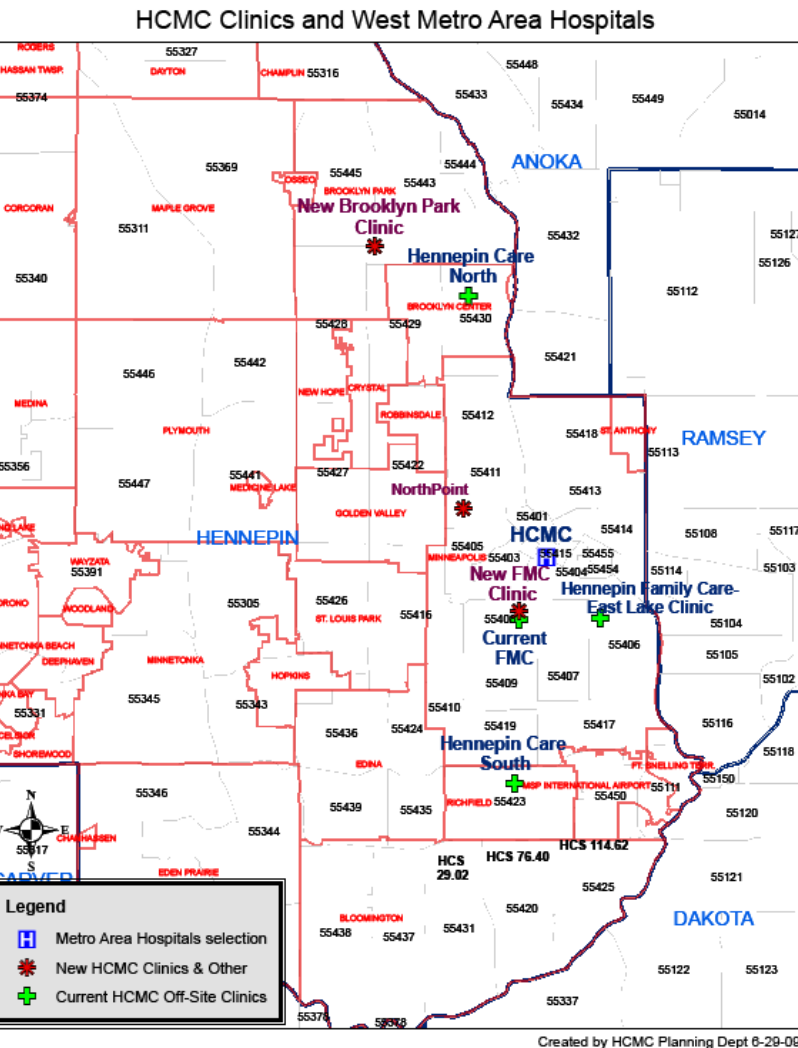 HCMC Clinics and West Metro Area Hospitals
ROGERS
55327
HASSAN TWSP.
DAYTON
CHAMPLIN 55316
55448
55374
55433
55434
55449
55014
55369
55445
55444
ANOKA
OSSEO
BROOKLYN PARK
55443
CORCORAN
MAPLE GROVE
New Brooklyn Park
Clinic
55311
55432
55127
55126
Hennepin Care
North
55340
55112
BROOKLYN CENTER
55430
55428
55429
55421
55446
55442
MEDINA
NEW HOPE
CRYSTAL
ROBBINSDALE
55412
PLYMOUTH
55418
ST. ANTHONY
RAMSEY
55113
55356
55447
55441
MEDICINE LAKE
55427
55422
55411
NorthPoint
55413
GOLDEN VALLEY
55401
HENNEPIN
HCMC
55414
55108
55117
55405
MINNEAPOLIS
55403
55415
55455
WAYZATA
55391
New FMC
Clinic
55404
55454
55114
55103
Hennepin Family Care-
East Lake Clinic
ORONO
WOODLAND
55305
55426
ST. LOUIS PARK
55416
Current
FMC
55406
55104
55105
DEEPHAVEN
MINNETONKA
HOPKINS
55409
55407
55102
55331
55345
55343
55410
55436
55424
55419
55417
55116
SHOREWOOD
Hennepin Care
South
55118
EDINA
FT. SNELLING TERR.
55150
N
55346
RICHFIELD
55423
MSP INTERNATIONAL AIRPORT
55450
55111
E
55439
55435
55120
55344
CHANHASSEN
S
55317
HCS
29.02
HCS 76.40
HCS 114.62
CARVER
EDEN PRAIRIE
55121
55425
Legend
Metro Area Hospitals selection
New HCMC Clinics & Other
Current HCMC Off-Site Clinics
BLOOMINGTON
55438
55437
55431
55420
DAKOTA
55122
55123
55337
55378
Created by HCMC Planning Dept 6-29-09